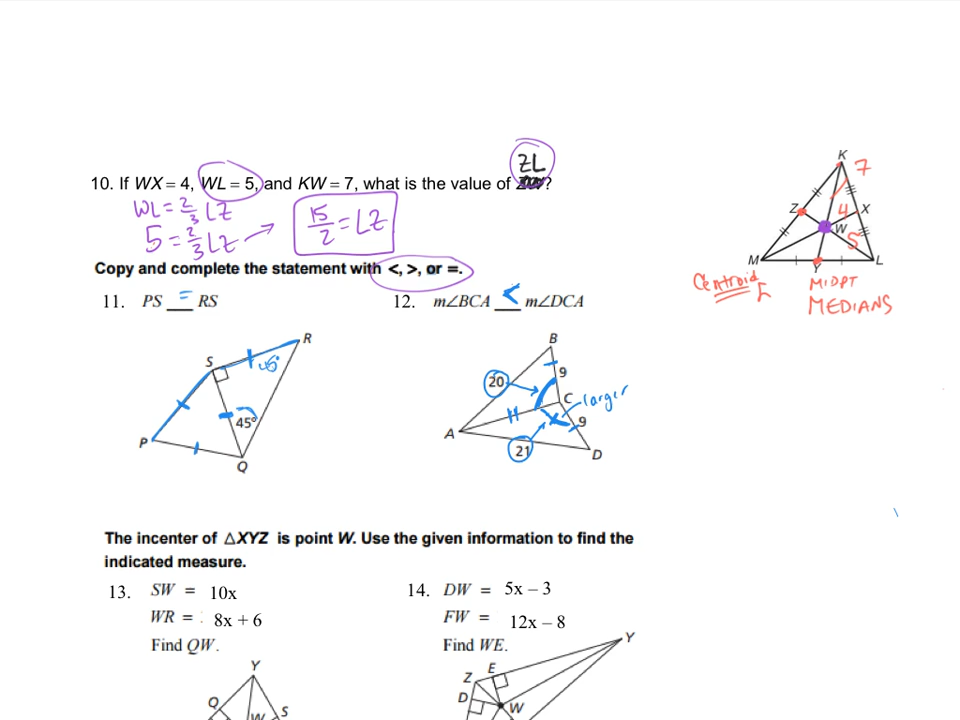 ZL
10. If WX = 4, WL = 5, and KW = 7, what is the value of ?
WL = 2/3 LZ
5 = 2/3 LZ → 15/2 = LZ
K
7
Z
4
X
W
5
M
Y
L
Centroid
MIDPT
MEDIANS
Copy and complete the statement with <, >, or =.
11. PS = RS
12. m∠BCA < m∠DCA
R
S
45°
45°
P
Q
B
20
9
C
larger
A
9
21
D
The incenter of △XYZ is point W. Use the given information to find the
indicated measure.
13. SW = 10x
WR = 8x + 6
Find QW.
14. DW = 5x – 3
FW = 12x – 8
Find WE.
Y
Q
S
W
Y
E
Z
D
W